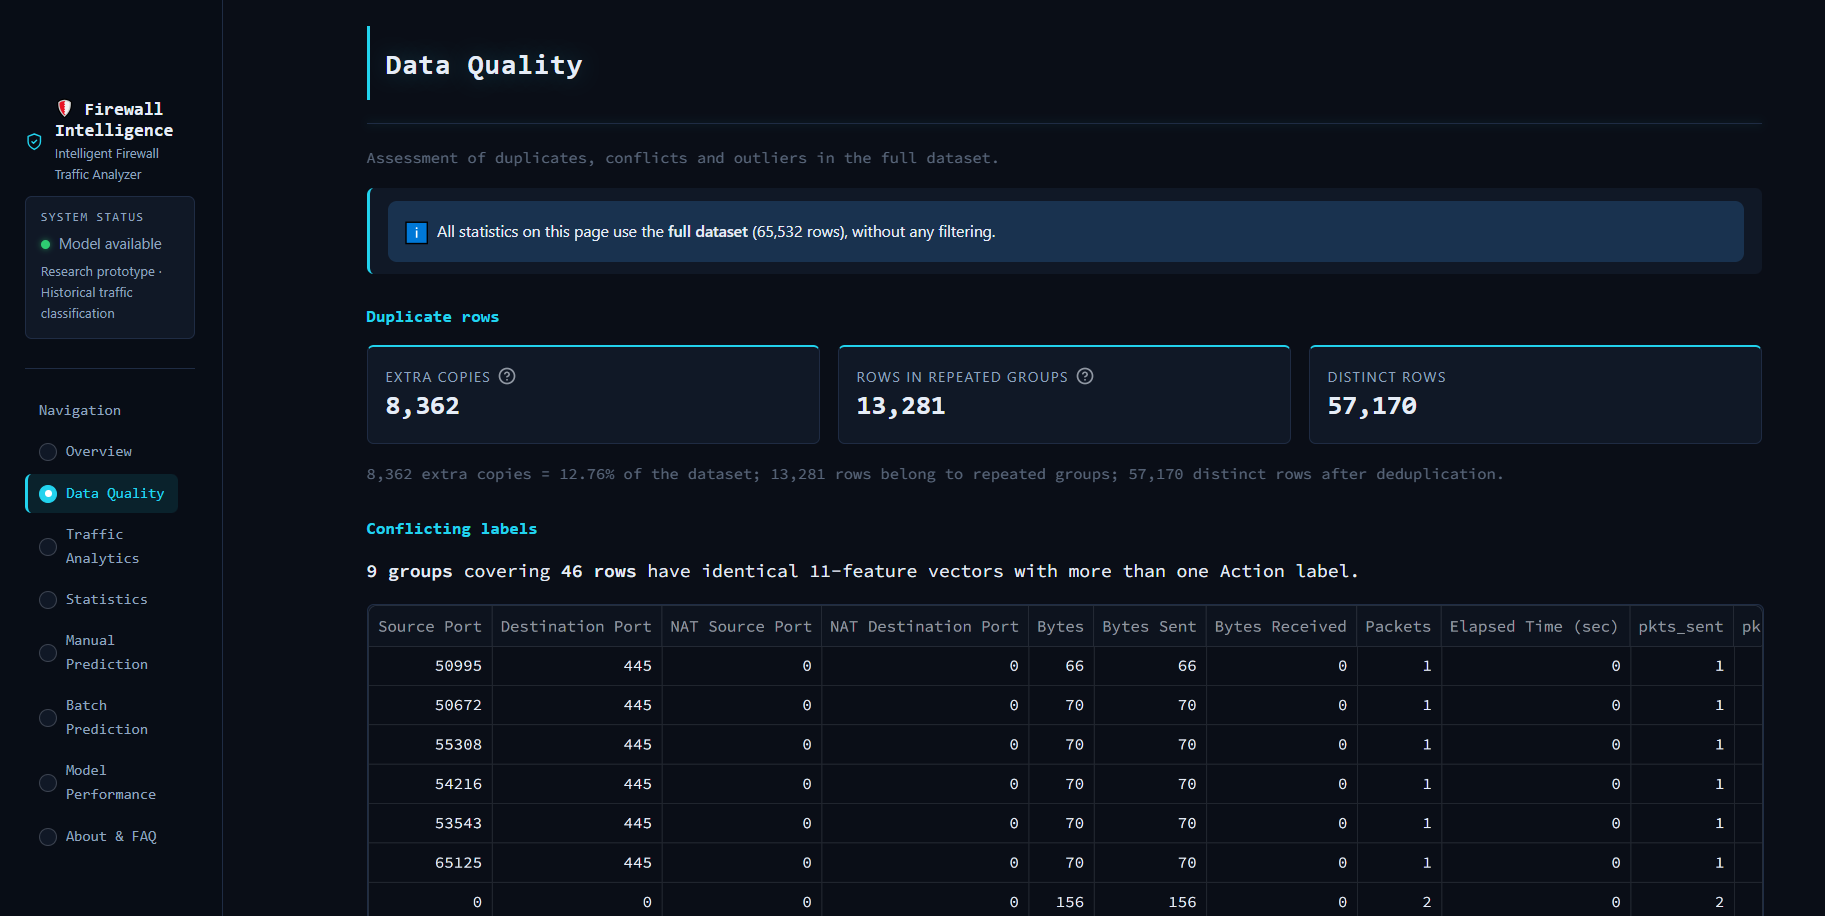 Firewall
Intelligence
Intelligent Firewall
Traffic Analyzer
SYSTEM STATUS
Model available
Research prototype ·
Historical traffic
classification
Navigation
Overview
Data Quality
Traffic
Analytics
Statistics
Manual
Prediction
Batch
Prediction
Model
Performance
About & FAQ
Data Quality
Assessment of duplicates, conflicts and outliers in the full dataset.
i All statistics on this page use the full dataset (65,532 rows), without any filtering.
Duplicate rows
EXTRA COPIES ?
8,362
ROWS IN REPEATED GROUPS ?
13,281
DISTINCT ROWS
57,170
8,362 extra copies = 12.76% of the dataset; 13,281 rows belong to repeated groups; 57,170 distinct rows after deduplication.
Conflicting labels
9 groups covering 46 rows have identical 11-feature vectors with more than one Action label.
Source Port Destination Port NAT Source Port NAT Destination Port Bytes Bytes Sent Bytes Received Packets Elapsed Time (sec) pkts_sent pk
50995 445 0 0 66 66 0 1 0 1
50672 445 0 0 70 70 0 1 0 1
55308 445 0 0 70 70 0 1 0 1
54216 445 0 0 70 70 0 1 0 1
53543 445 0 0 70 70 0 1 0 1
65125 445 0 0 70 70 0 1 0 1
0 0 0 0 156 156 0 2 0 2